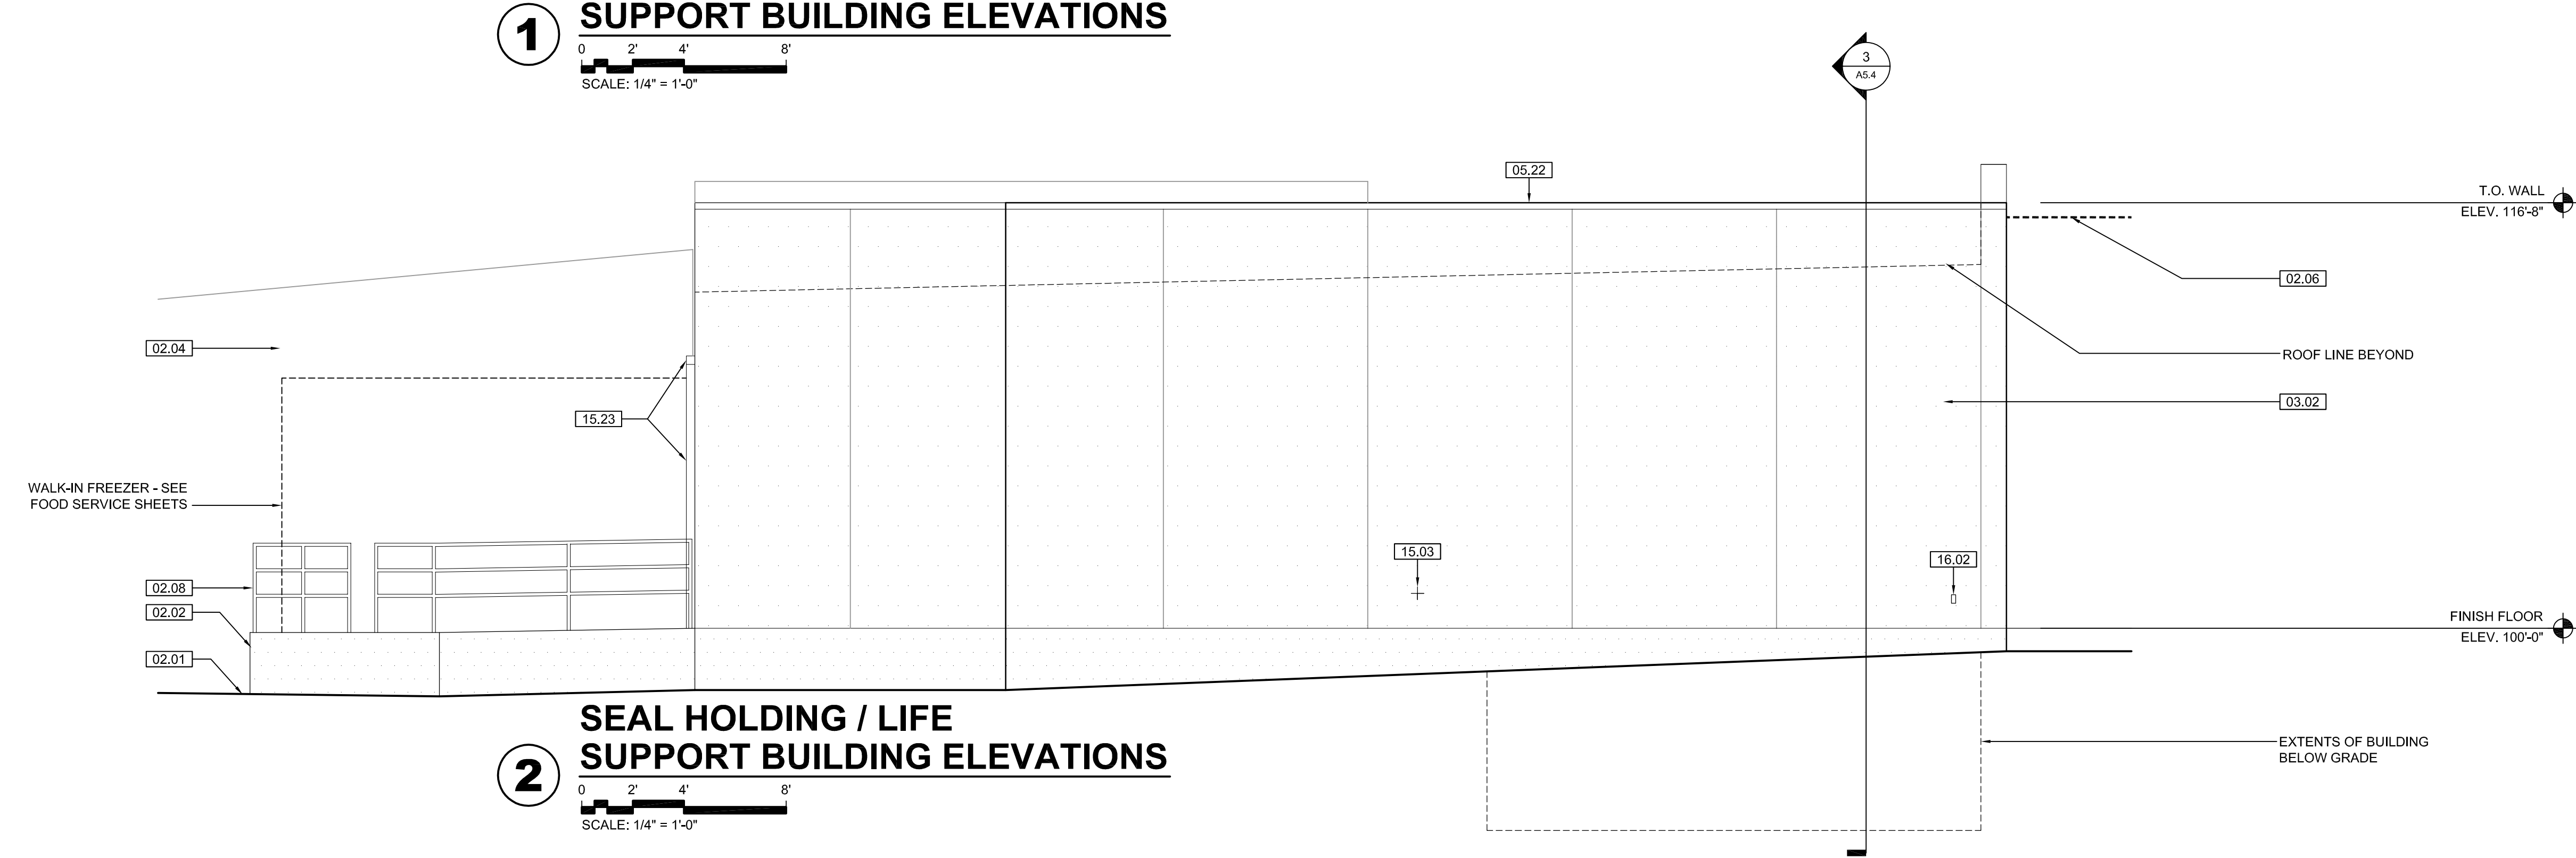 1
SUPPORT BUILDING ELEVATIONS
0 2' 4' 8'
SCALE: 1/4" = 1'-0"
3
A5.4
05.22
T.O. WALL
ELEV. 116'-8"
02.06
02.04
ROOF LINE BEYOND
03.02
15.23
WALK-IN FREEZER - SEE
FOOD SERVICE SHEETS
15.03
16.02
02.08
02.02
02.01
FINISH FLOOR
ELEV. 100'-0"
2
SEAL HOLDING / LIFE
SUPPORT BUILDING ELEVATIONS
0 2' 4' 8'
SCALE: 1/4" = 1'-0"
EXTENTS OF BUILDING
BELOW GRADE